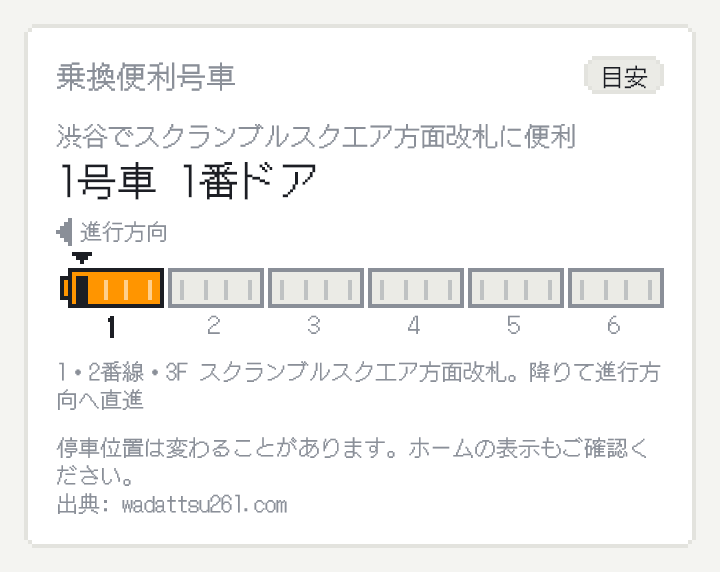 乗換便利号車
目安
渋谷でスクランブルスクエア方面改札に便利
1号車 1番ドア
進行方向
1 2 3 4 5 6
1・2番線・3F スクランブルスクエア方面改札。降りて進行方
向へ直進
停車位置は変わることがあります。ホームの表示もご確認く
ださい。
出典: wadattsu261.com